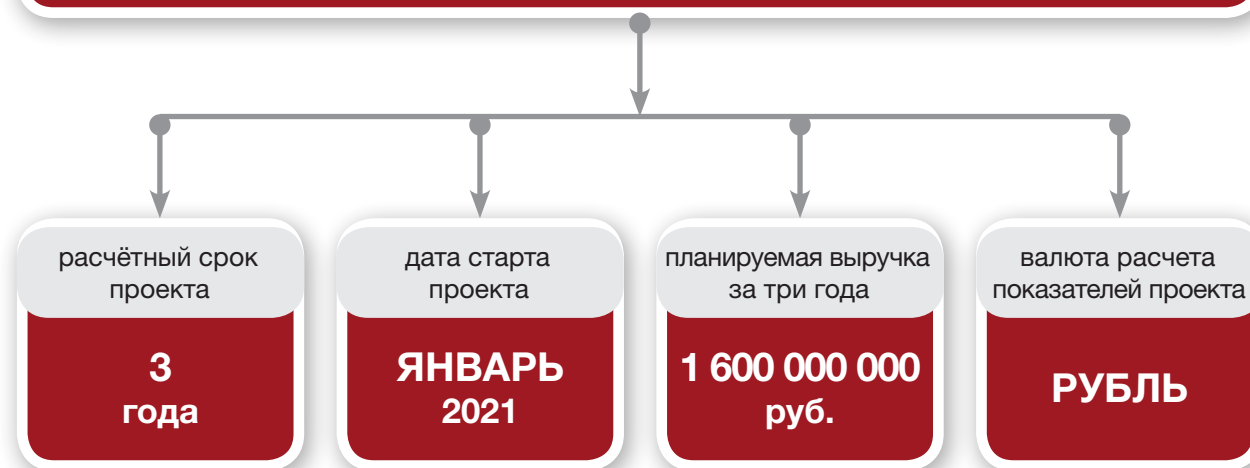 расчётный срок
проекта
3
года
дата старта
проекта
ЯНВАРЬ
2021
планируемая выручка
за три года
1 600 000 000
руб.
валюта расчета
показателей проекта
РУБЛЬ